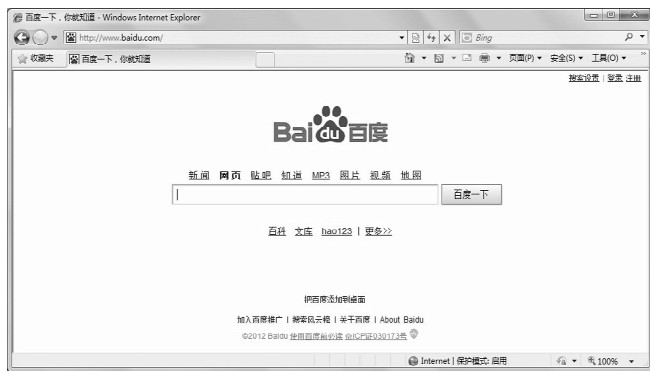 百度一下，你就知道 - Windows Internet Explorer
http://www.baidu.com/ Bing
收藏夹 百度一下，你就知道 页面(P) 安全(S) 工具(O) »
搜索设置 | 登录 注册
Bai du 百度
新闻 网页 贴吧 知道 MP3 图片 视频 地图
百度一下
百科 文库 hao123 | 更多>>
把百度添加到桌面
加入百度推广 | 搜索风云榜 | 关于百度 | About Baidu
©2012 Baidu 使用百度前必读 京ICP证030173号
Internet | 保护模式: 启用 100%